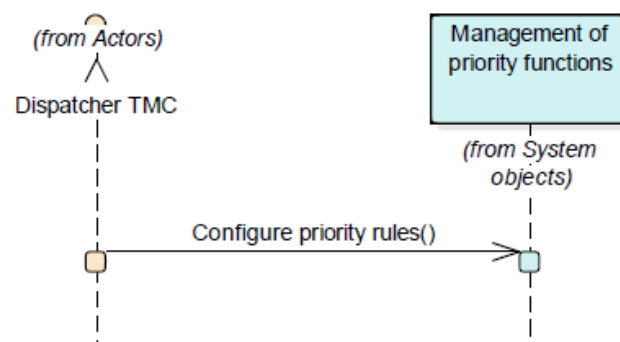 (from Actors)
Dispatcher TMC
Management of
priority functions
(from System
objects)
Configure priority rules()